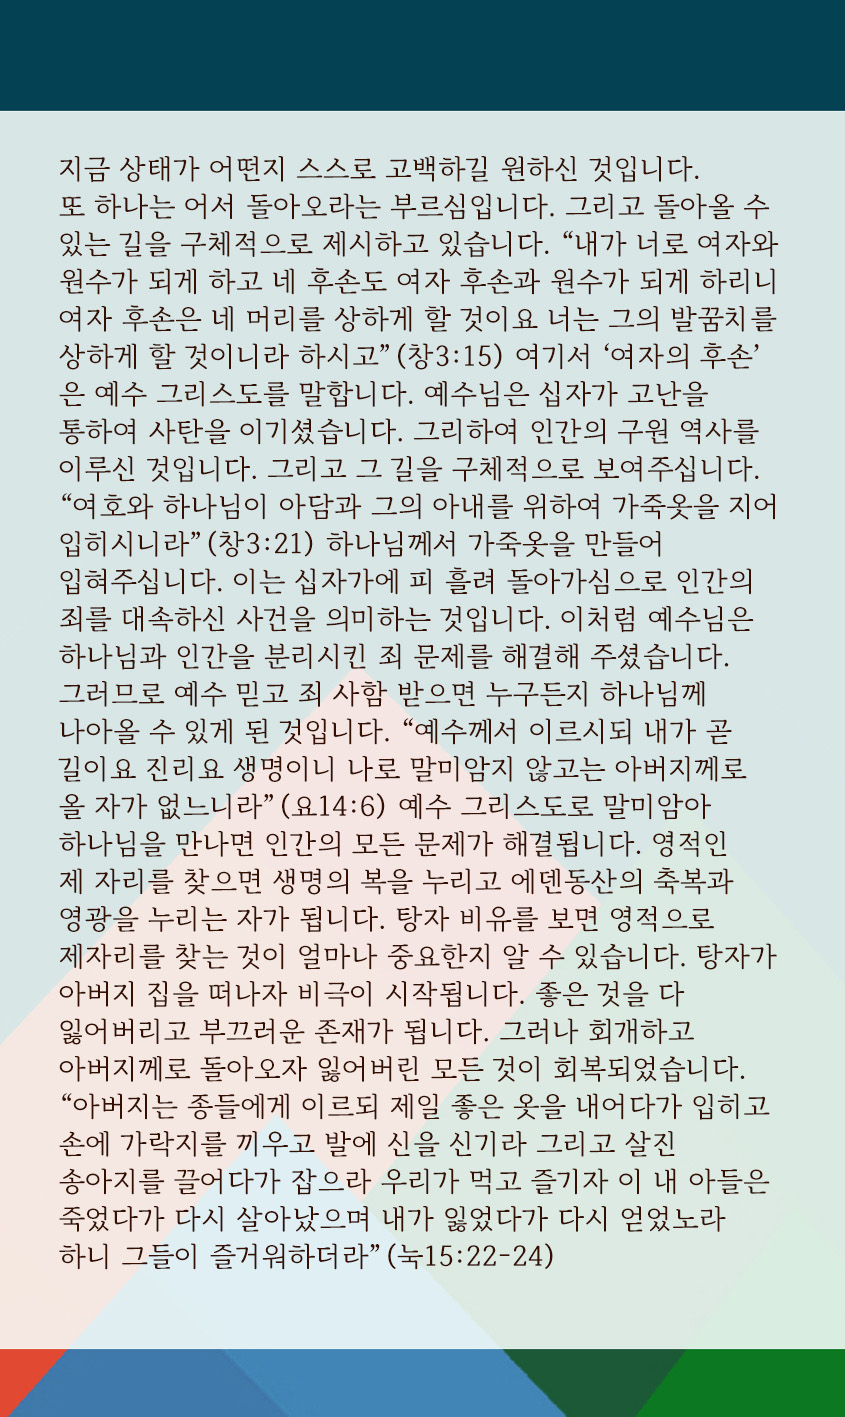 지금 상태가 어떤지 스스로 고백하길 원하신 것입니다.
또 하나는 어서 돌아오라는 부르심입니다. 그리고 돌아올 수
있는 길을 구체적으로 제시하고 있습니다. “내가 너로 여자와
원수가 되게 하고 네 후손도 여자 후손과 원수가 되게 하리니
여자 후손은 네 머리를 상하게 할 것이요 너는 그의 발꿈치를
상하게 할 것이니라 하시고”(창3:15) 여기서 ‘여자의 후손’
은 예수 그리스도를 말합니다. 예수님은 십자가 고난을
통하여 사탄을 이기셨습니다. 그리하여 인간의 구원 역사를
이루신 것입니다. 그리고 그 길을 구체적으로 보여주십니다.
“여호와 하나님이 아담과 그의 아내를 위하여 가죽옷을 지어
입히시니라”(창3:21) 하나님께서 가죽옷을 만들어
입혀주십니다. 이는 십자가에 피 흘려 돌아가심으로 인간의
죄를 대속하신 사건을 의미하는 것입니다. 이처럼 예수님은
하나님과 인간을 분리시킨 죄 문제를 해결해 주셨습니다.
그러므로 예수 믿고 죄 사함 받으면 누구든지 하나님께
나아올 수 있게 된 것입니다. “예수께서 이르시되 내가 곧
길이요 진리요 생명이니 나로 말미암지 않고는 아버지께로
올 자가 없느니라”(요14:6) 예수 그리스도로 말미암아
하나님을 만나면 인간의 모든 문제가 해결됩니다. 영적인
제 자리를 찾으면 생명의 복을 누리고 에덴동산의 축복과
영광을 누리는 자가 됩니다. 탕자 비유를 보면 영적으로
제자리를 찾는 것이 얼마나 중요한지 알 수 있습니다. 탕자가
아버지 집을 떠나자 비극이 시작됩니다. 좋은 것을 다
잃어버리고 부끄러운 존재가 됩니다. 그러나 회개하고
아버지께로 돌아오자 잃어버린 모든 것이 회복되었습니다.
“아버지는 종들에게 이르되 제일 좋은 옷을 내어다가 입히고
손에 가락지를 끼우고 발에 신을 신기라 그리고 살진
송아지를 끌어다가 잡으라 우리가 먹고 즐기자 이 내 아들은
죽었다가 다시 살아났으며 내가 잃었다가 다시 얻었노라
하니 그들이 즐거워하더라”(눅15:22-24)